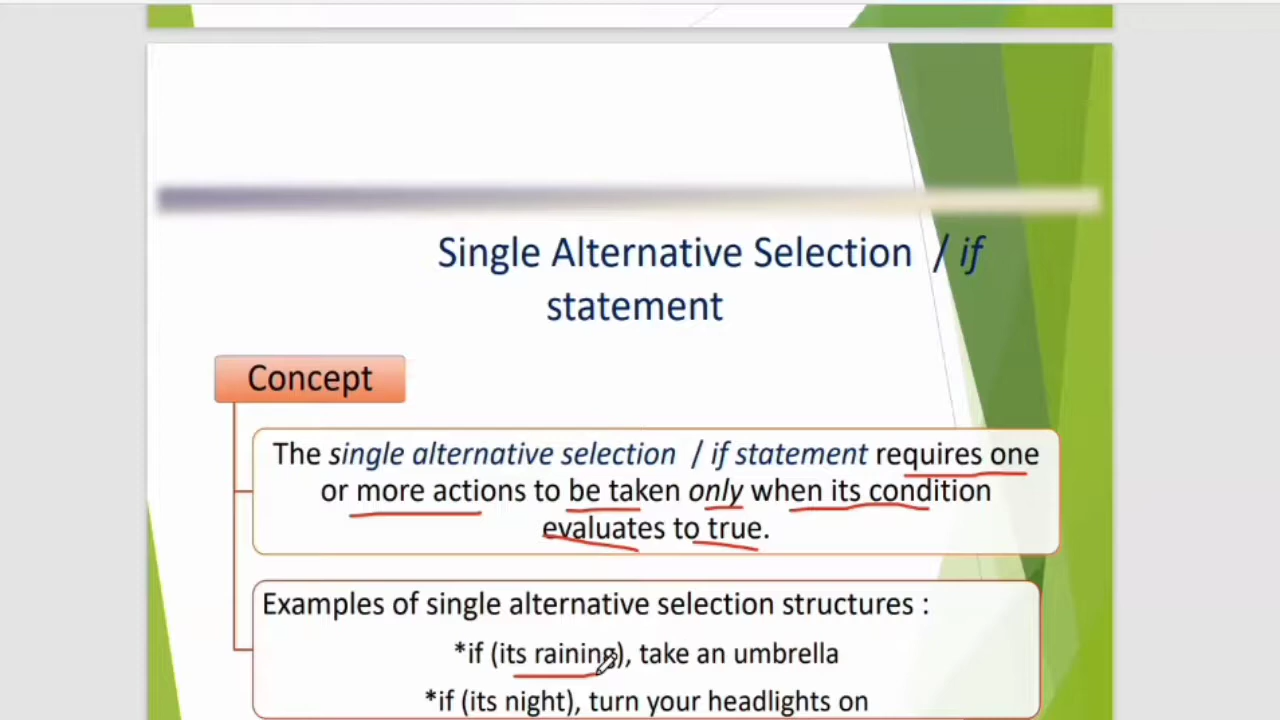 Single Alternative Selection / if
statement
Concept
The single alternative selection / if statement requires one
or more actions to be taken only when its condition
evaluates to true.
Examples of single alternative selection structures :
*if (its raining), take an umbrella
*if (its night), turn your headlights on